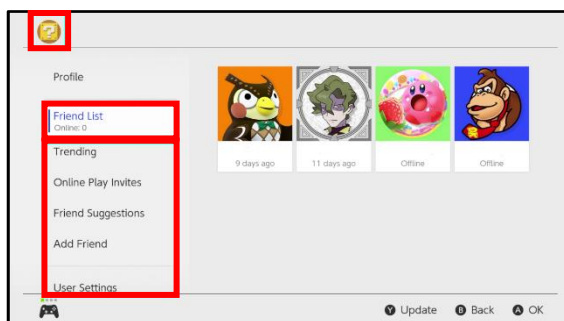 Profile
Friend List
Online: 0
Trending
Online Play Invites
Friend Suggestions
Add Friend
User Settings
9 days ago
11 days ago
Offline
Offline
Y Update
B Back
A OK